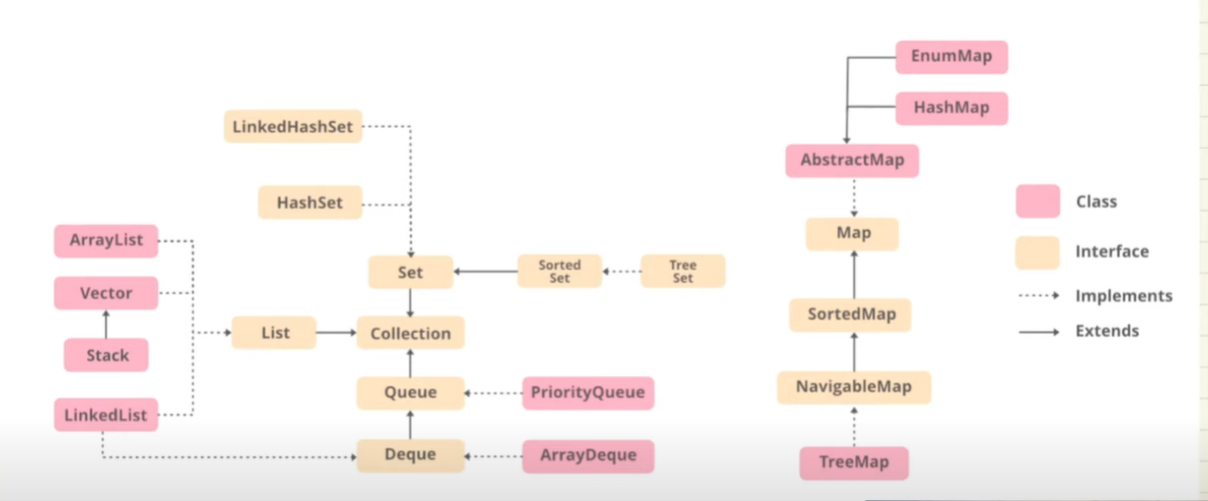 EnumMap
HashMap
LinkedHashSet
AbstractMap
HashSet
Class
Map
ArrayList
Interface
Set
Sorted
Set
Tree
Set
Vector
Implements
SortedMap
List
Collection
Extends
Stack
Queue
PriorityQueue
NavigableMap
LinkedList
Deque
ArrayDeque
TreeMap